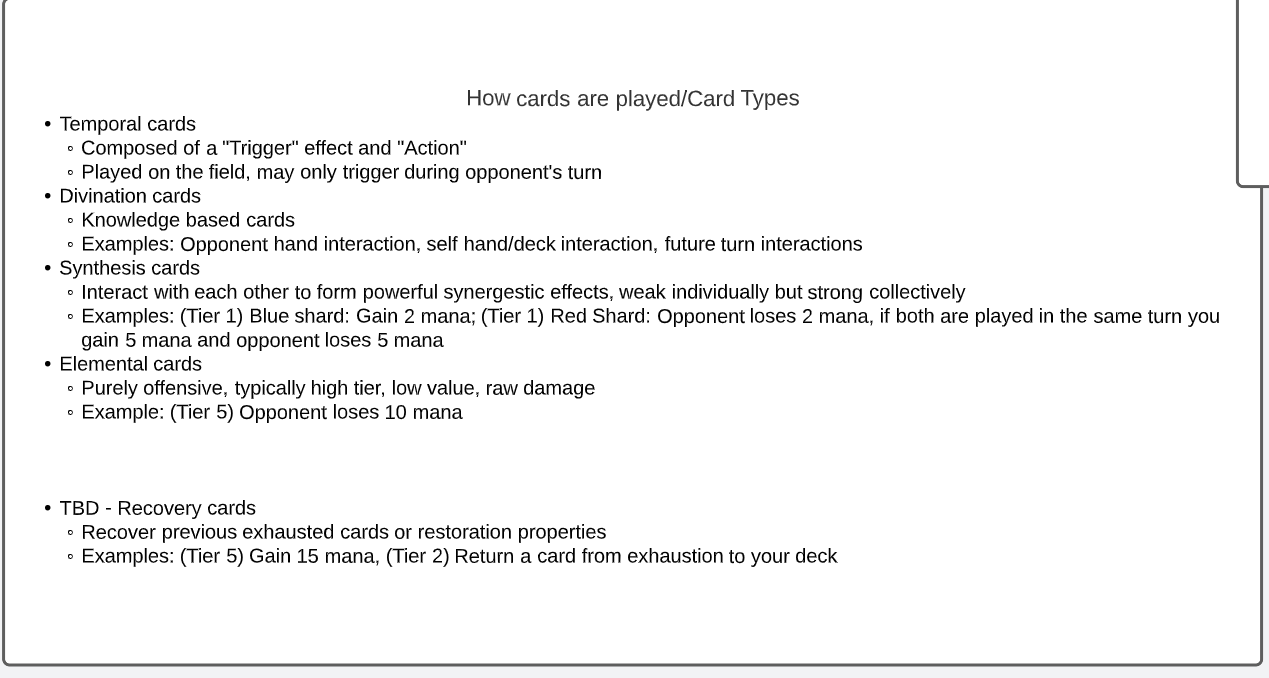 How cards are played/Card Types
• Temporal cards
◦ Composed of a "Trigger" effect and "Action"
◦ Played on the field, may only trigger during opponent's turn
• Divination cards
◦ Knowledge based cards
◦ Examples: Opponent hand interaction, self hand/deck interaction, future turn interactions
• Synthesis cards
◦ Interact with each other to form powerful synergestic effects, weak individually but strong collectively
◦ Examples: (Tier 1) Blue shard: Gain 2 mana; (Tier 1) Red Shard: Opponent loses 2 mana, if both are played in the same turn you
gain 5 mana and opponent loses 5 mana
• Elemental cards
◦ Purely offensive, typically high tier, low value, raw damage
◦ Example: (Tier 5) Opponent loses 10 mana
• TBD - Recovery cards
◦ Recover previous exhausted cards or restoration properties
◦ Examples: (Tier 5) Gain 15 mana, (Tier 2) Return a card from exhaustion to your deck